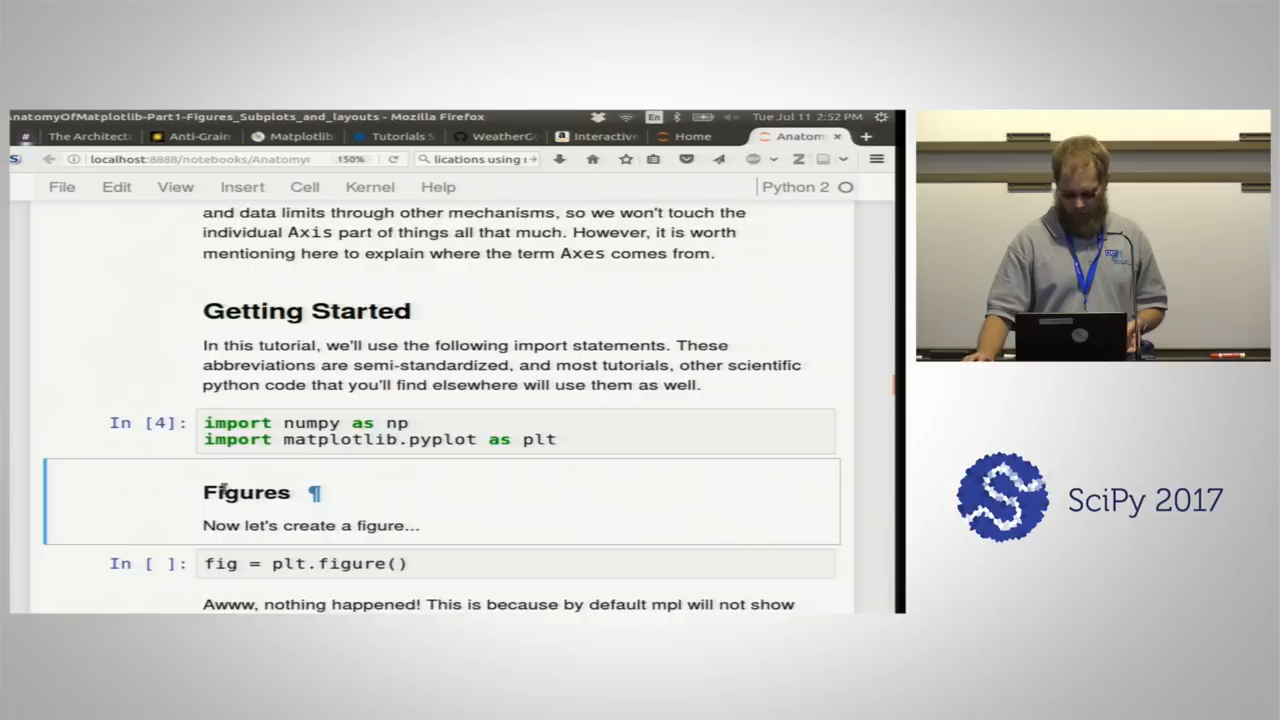 AnatomyOfMatplotlib-Part1-Figures_Subplots_and_layouts - Mozilla Firefox
En
Tue Jul 11 2:52 PM
The Architect
Anti-Grain
Matplotlib
Tutorials S
WeatherG
Interactive
Home
Anatom
localhost:8888/notebooks/Anatomy
150%
lications using
File Edit View Insert Cell Kernel Help
Python 2
and data limits through other mechanisms, so we won't touch the
individual Axis part of things all that much. However, it is worth
mentioning here to explain where the term Axes comes from.
Getting Started
In this tutorial, we'll use the following import statements. These
abbreviations are semi-standardized, and most tutorials, other scientific
python code that you'll find elsewhere will use them as well.
In [4]: import numpy as np
import matplotlib.pyplot as plt
Figures ¶
Now let's create a figure...
In [ ]: fig = plt.figure()
Awww, nothing happened! This is because by default mpl will not show
SciPy 2017